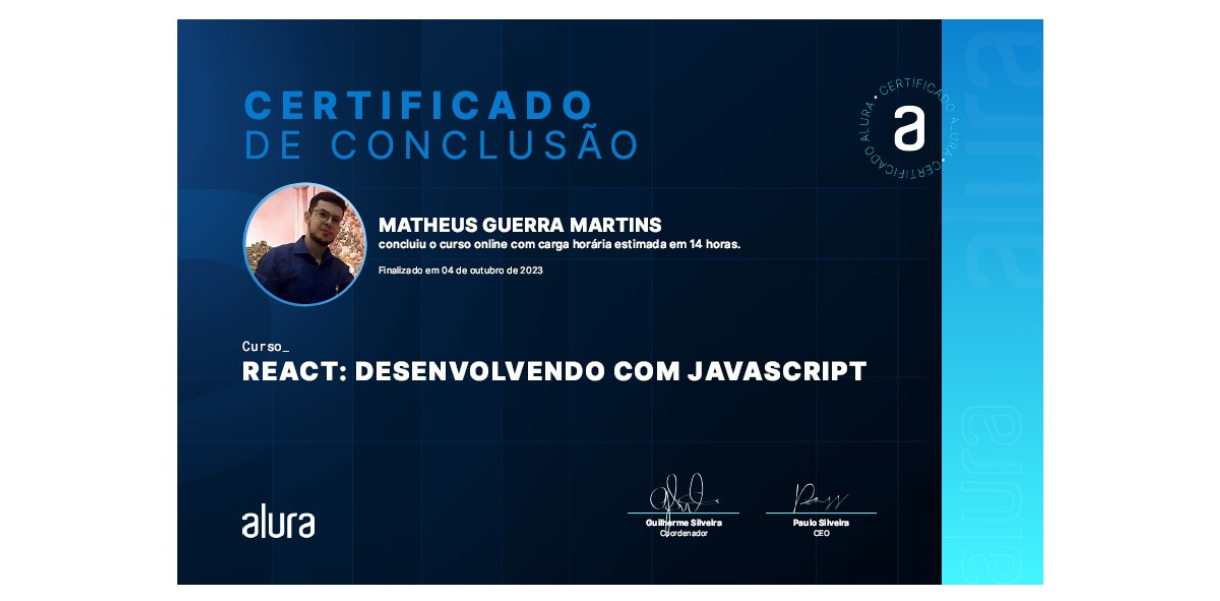 CERTIFICADO
DE CONCLUSÃO
CERTIFICADO ALURA • CERTIFICADO ALURA •
a
MATHEUS GUERRA MARTINS
concluiu o curso online com carga horária estimada em 14 horas.
Finalizado em 04 de outubro de 2023
Curso_
REACT: DESENVOLVENDO COM JAVASCRIPT
alura
Guilherme Silveira
Coordenador
Paulo Silveira
CEO
alura
alura
alura